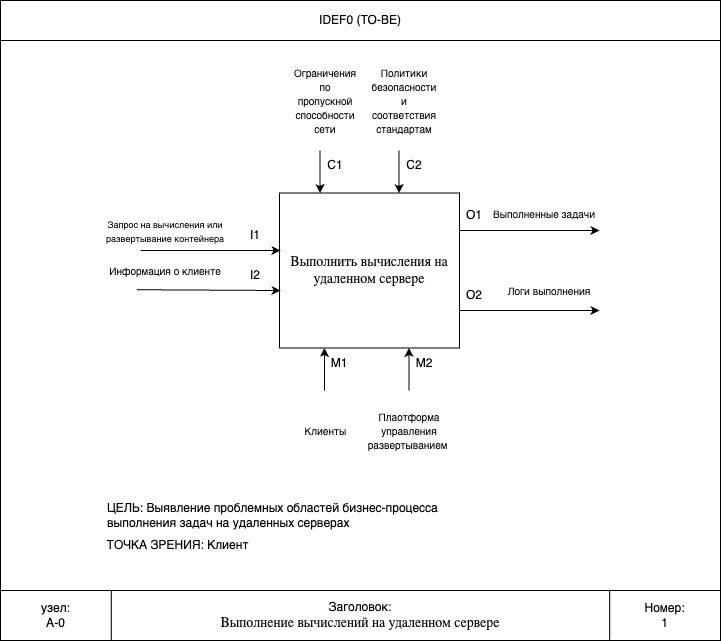 IDEF0 (TO-BE)
Ограничения
по
пропускной
способности
сети
Политики
безопасности
и
соответствия
стандартам
C1
C2
Запрос на вычисления или
развертывание контейнера
I1
Информация о клиенте
I2
Выполнить вычисления на
удаленном сервере
O1
Выполненные задачи
O2
Логи выполнения
M1
M2
Клиенты
Плаотформа
управления
развертыванием
ЦЕЛЬ: Выявление проблемных областей бизнес-процесса
выполнения задач на удаленных серверах
ТОЧКА ЗРЕНИЯ: Клиент
узел:
A-0
Заголовок:
Выполнение вычислений на удаленном сервере
Номер:
1